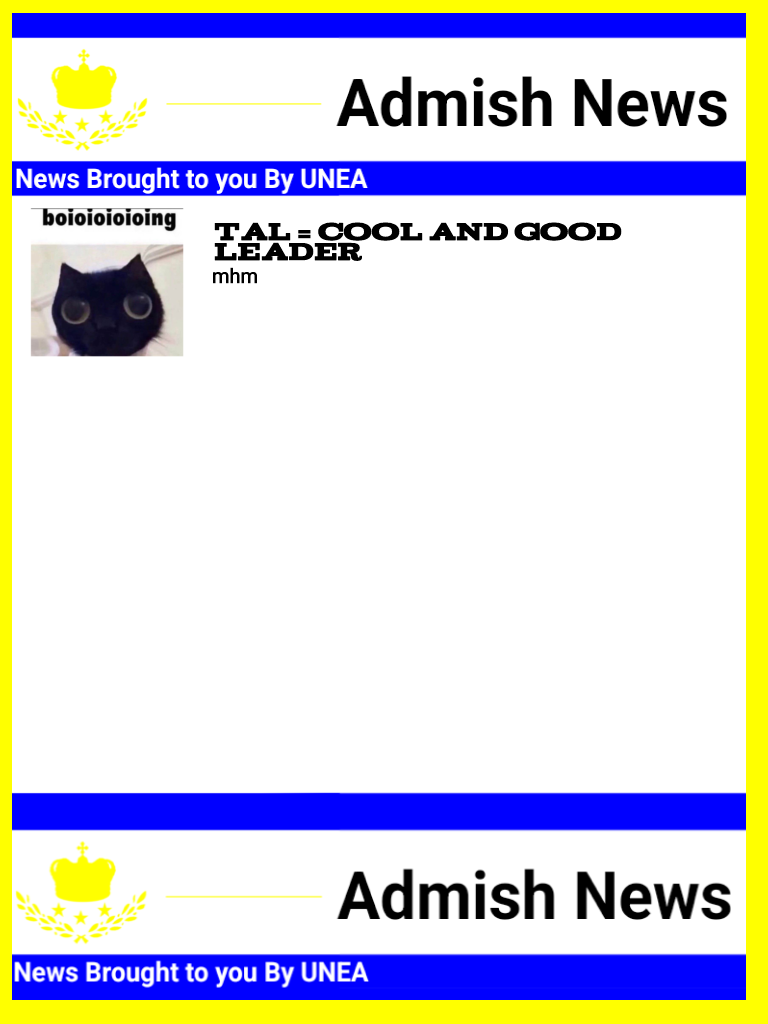 Admish News
News Brought to you By UNEA
boioioioioing
TAL = COOL AND GOOD
LEADER
mhm
Admish News
News Brought to you By UNEA